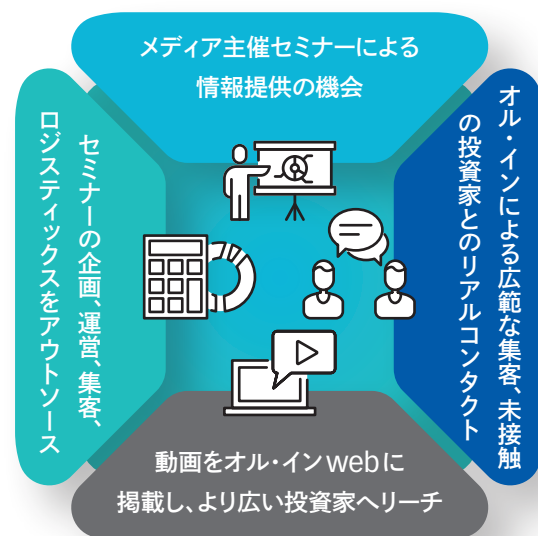 メディア主催セミナーによる
情報提供の機会
オル・インによる広範な集客、未接触
の投資家とのリアルコンタクト
セミナーの企画、運営、集客、
ロジスティックスをアウトソース
動画をオル・インwebに
掲載し、より広い投資家へリーチ